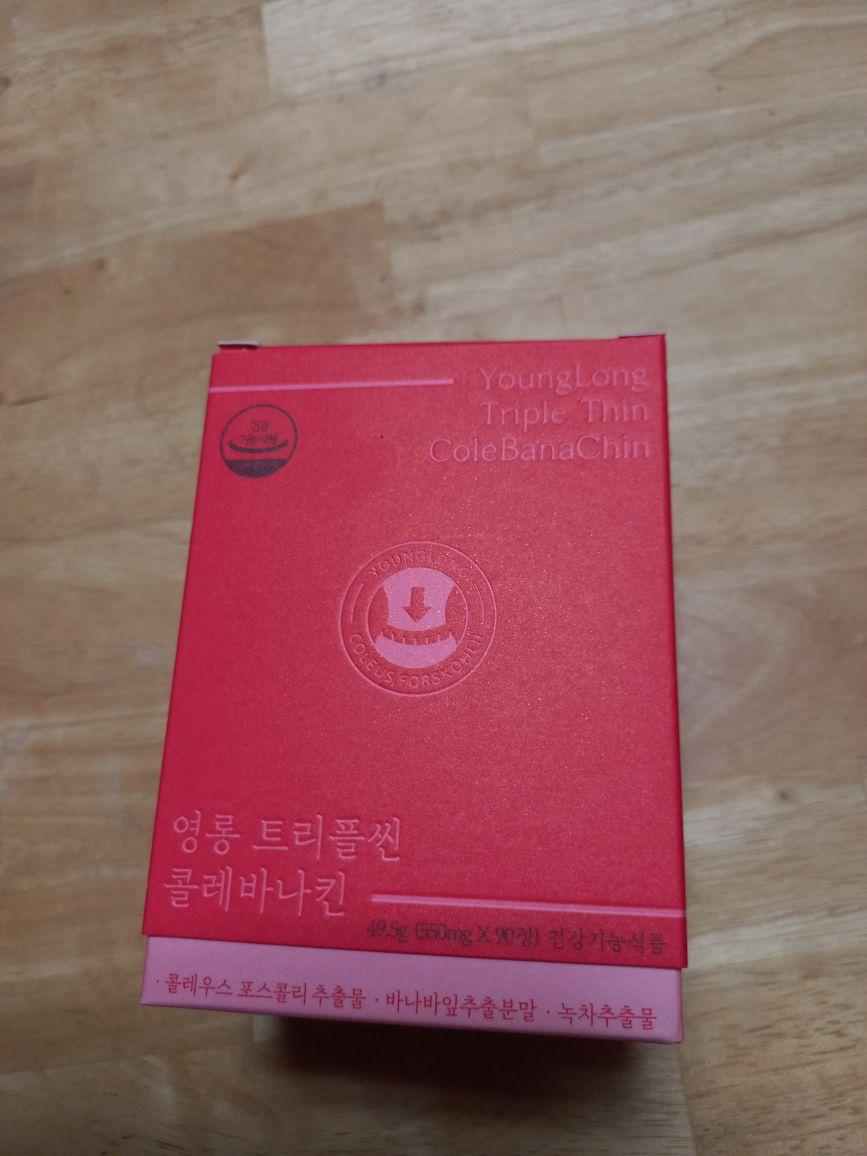 YoungLong
Triple Thin
ColeBanaChin
건강
기능식품
YOUNGLONG
COLEUS FORSKOHLII
영롱 트리플씬
콜레바나킨
49.5g (550mg X 90정) 건강기능식품
· 콜레우스 포스콜리 추출물 · 바나바잎추출분말 · 녹차추출물